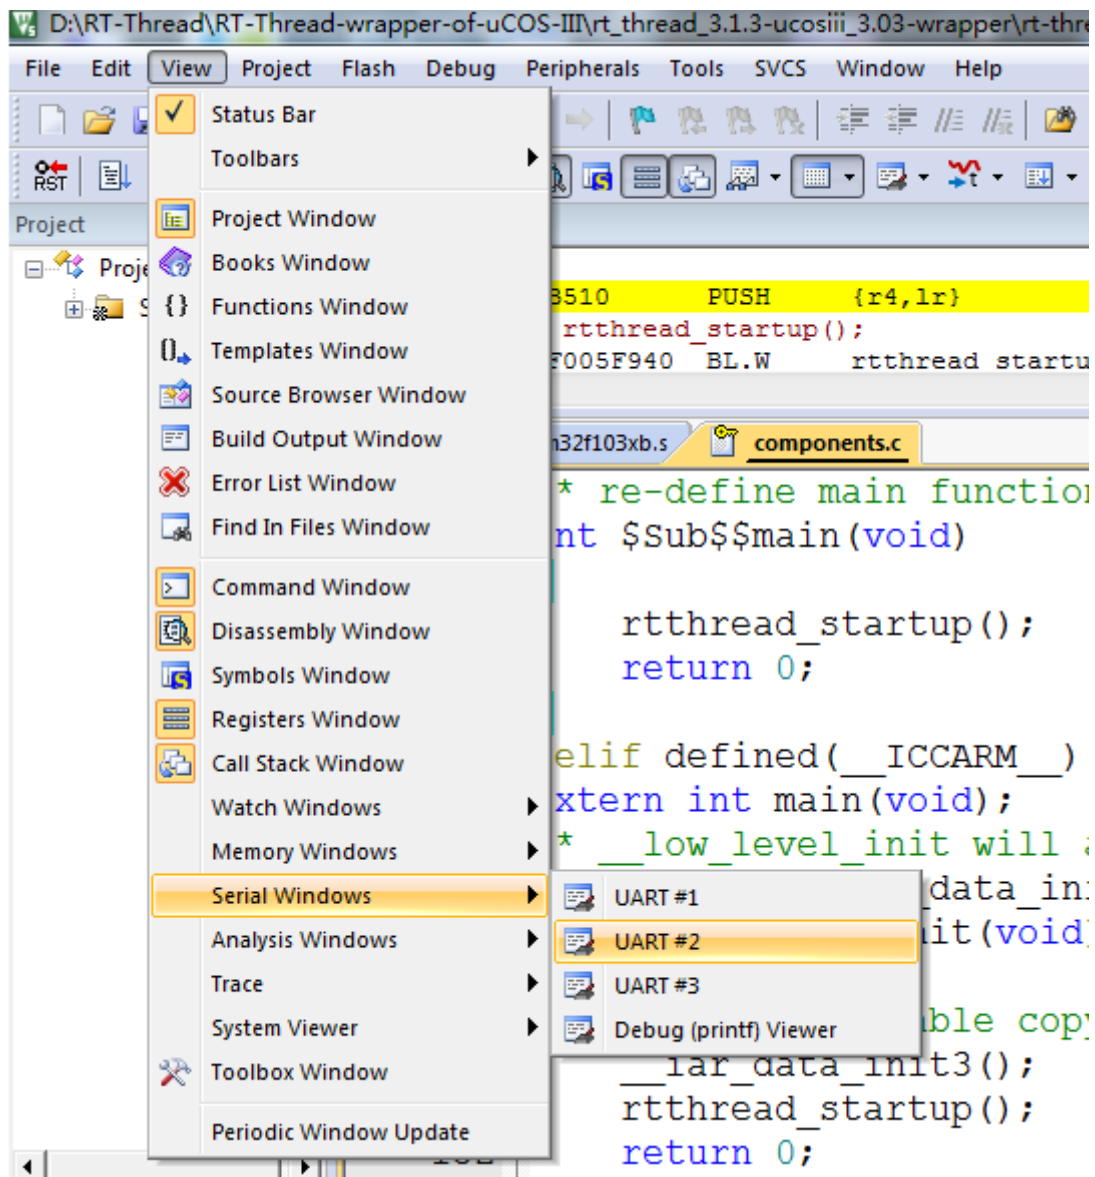 D:\RT-Thread\RT-Thread-wrapper-of-uCOS-III\rt_thread_3.1.3-ucosiii_3.03-wrapper\rt-thre
File Edit View Project Flash Debug Peripherals Tools SVCS Window Help
Status Bar
Toolbars
RST
Project
Project Window
Proje
Books Window
Functions Window
Templates Window
Source Browser Window
Build Output Window
Error List Window
Find In Files Window
Command Window
Disassembly Window
Symbols Window
Registers Window
Call Stack Window
Watch Windows
Memory Windows
Serial Windows
Analysis Windows
Trace
System Viewer
Toolbox Window
Periodic Window Update
UART #1
UART #2
UART #3
Debug (printf) Viewer
B510 PUSH {r4,lr}
rtthread_startup();
F005F940 BL.W rtthread_startu
m32f103xb.s components.c
* re-define main function
nt $Sub$$main(void)
rtthread_startup();
return 0;
elif defined(__ICCARM__)
xtern int main(void);
* __low_level_init will a
_data_ini
it(void)
ble copy
__iar_data_init3();
rtthread_startup();
return 0;